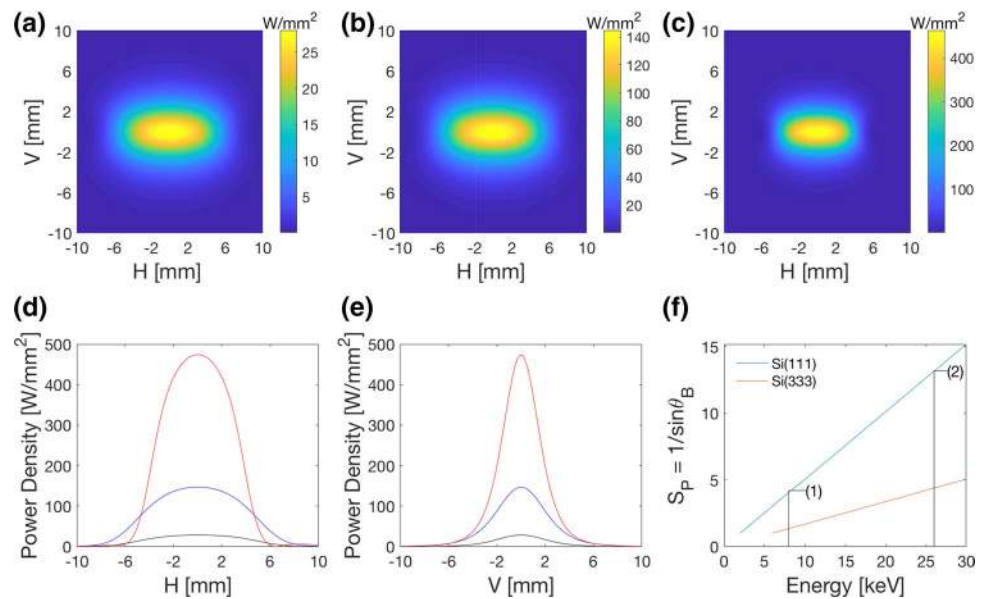 (a)
W/mm²
10
6
2
-2
-6
-10
V [mm]
-10 -6 -2 2 6 10
H [mm]
25
20
15
10
5
(b)
W/mm²
10
6
2
-2
-6
-10
V [mm]
-10 -6 -2 2 6 10
H [mm]
140
120
100
80
60
40
20
(c)
W/mm²
10
6
2
-2
-6
-10
V [mm]
-10 -6 -2 2 6 10
H [mm]
400
300
200
100
(d)
500
400
300
200
100
0
Power Density [W/mm²]
-10 -6 -2 2 6 10
H [mm]
(e)
500
400
300
200
100
0
Power Density [W/mm²]
-10 -6 -2 2 6 10
V [mm]
(f)
15
10
5
0
S_P = 1/sinθ_B
Si(111)
Si(333)
(1)
(2)
0 5 10 15 20 25 30
Energy [keV]